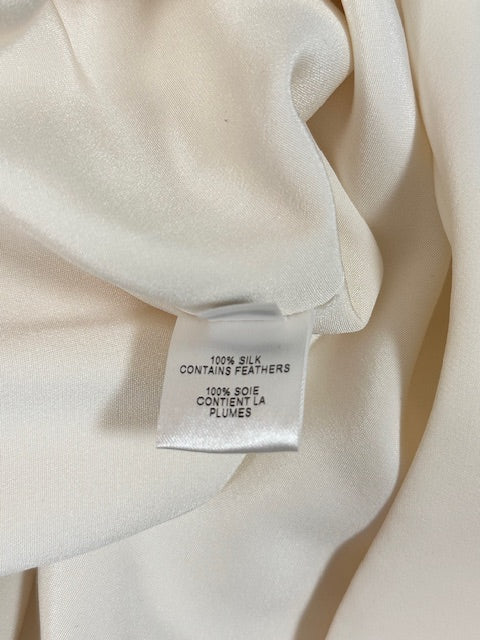 100% SILK
CONTAINS FEATHERS
100% SOIE
CONTIENT LA
PLUMES